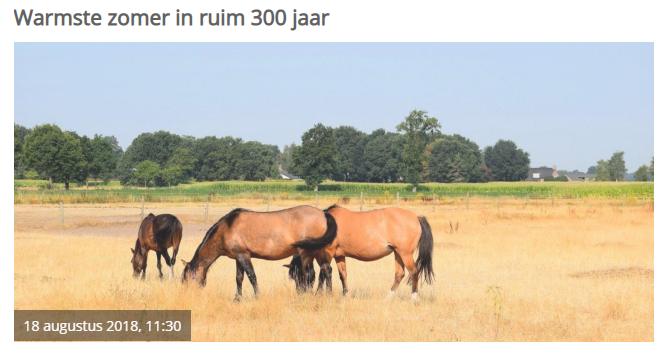 Warmste zomer in ruim 300 jaar
18 augustus 2018, 11:30